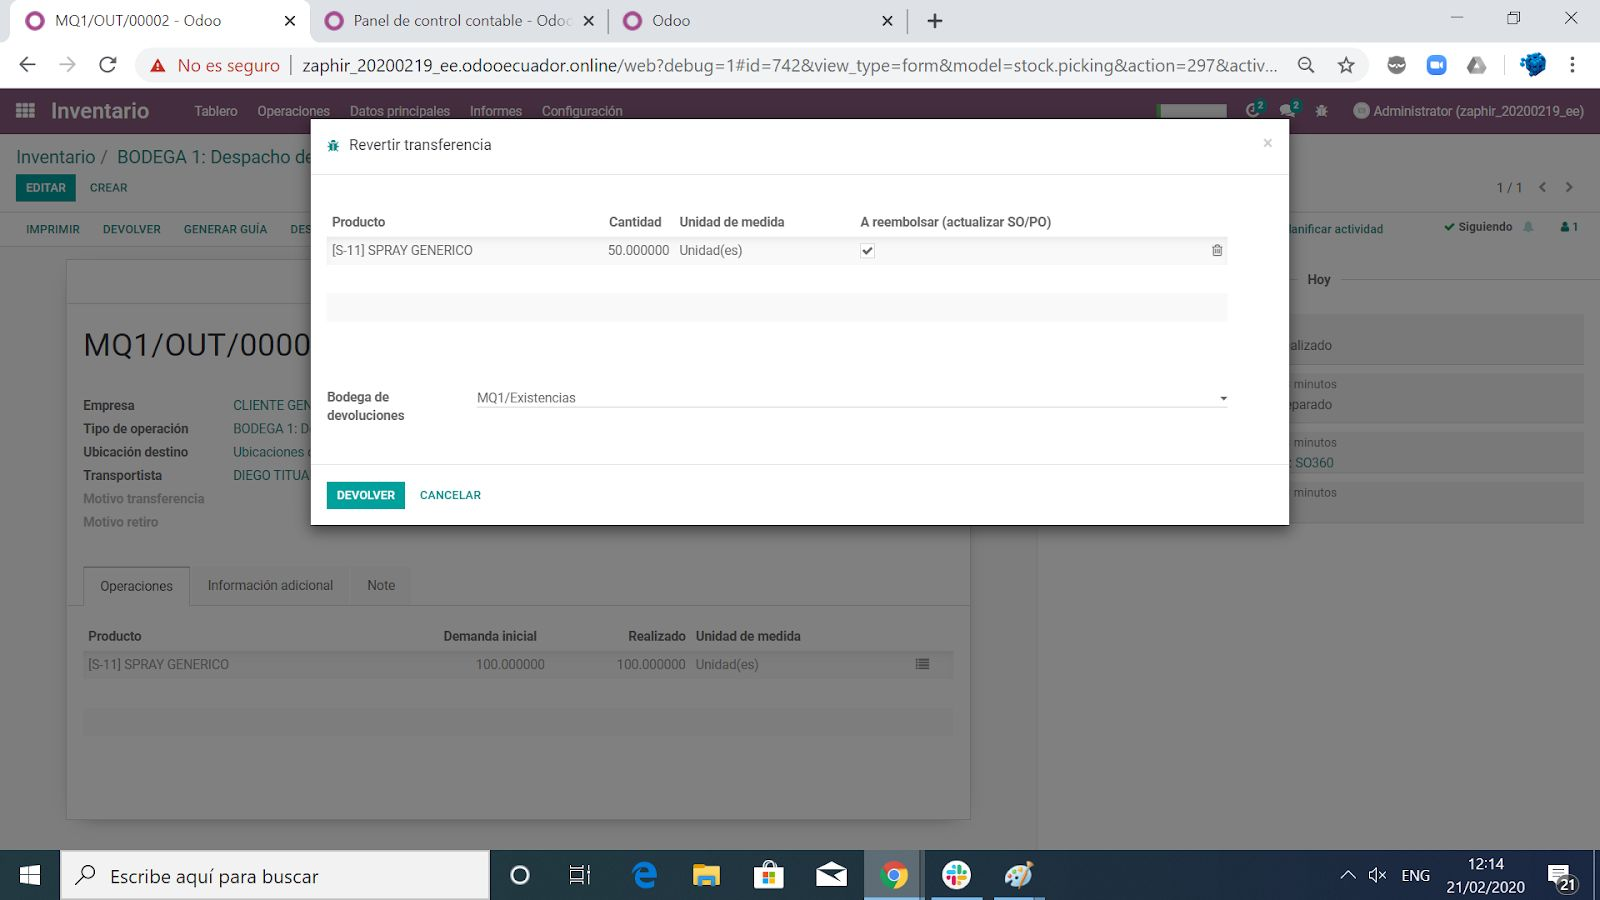 MQ1/OUT/00002 - Odoo
Panel de control contable - Odoo
Odoo
No es seguro
zaphir_20200219_ee.odooecuador.online/web?debug=1#id=742&view_type=form&model=stock.picking&action=297&activ...
Inventario
Tablero
Operaciones
Datos principales
Informes
Configuración
2
2
Administrator (zaphir_20200219_ee)
Inventario / BODEGA 1: Despacho de
EDITAR
CREAR
1 / 1
IMPRIMIR
DEVOLVER
GENERAR GUÍA
DES
lanificar actividad
Siguiendo
1
Revertir transferencia
×
Producto
Cantidad
Unidad de medida
A reembolsar (actualizar SO/PO)
[S-11] SPRAY GENERICO
50.000000
Unidad(es)
Bodega de
devoluciones
MQ1/Existencias
DEVOLVER
CANCELAR
Hoy
alizado
minutos
eparado
minutos
: SO360
minutos
MQ1/OUT/0000
Empresa
CLIENTE GEN
Tipo de operación
BODEGA 1: D
Ubicación destino
Ubicaciones
Transportista
DIEGO TITUA
Motivo transferencia
Motivo retiro
Operaciones
Información adicional
Note
Producto
Demanda inicial
Realizado
Unidad de medida
[S-11] SPRAY GENERICO
100.000000
100.000000
Unidad(es)
Escribe aquí para buscar
ENG
12:14
21/02/2020
21